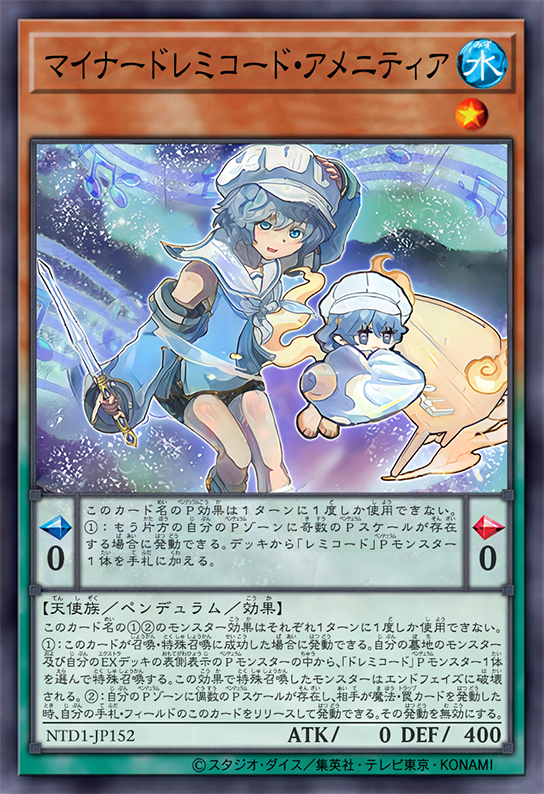 マイナードレミコード・アメニティア
水
このカード名のP効果は1ターンに1度しか使用できない。
①:もう片方の自分のPゾーンに奇数のPスケールが存在
する場合に発動できる。デッキから「レミコード」Pモンスター
1体を手札に加える。
0
0
【天使族/ペンデュラム/効果】
このカード名の①②のモンスター効果はそれぞれ1ターンに1度しか使用できない。
①:このカードが召喚・特殊召喚に成功した場合に発動できる。自分の墓地のモンスター
及び自分のEXデッキの表側表示のPモンスターの中から、「ドレミコード」Pモンスター1体
を選んで特殊召喚する。この効果で特殊召喚したモンスターはエンドフェイズに破壊
される。②:自分のPゾーンに偶数のPスケールが存在し、相手が魔法・罠カードを発動した
時、自分の手札・フィールドのこのカードをリリースして発動できる。その発動を無効にする。
NTD1-JP152
ATK/ 0 DEF/ 400
©スタジオ・ダイス/集英社・テレビ東京・KONAMI